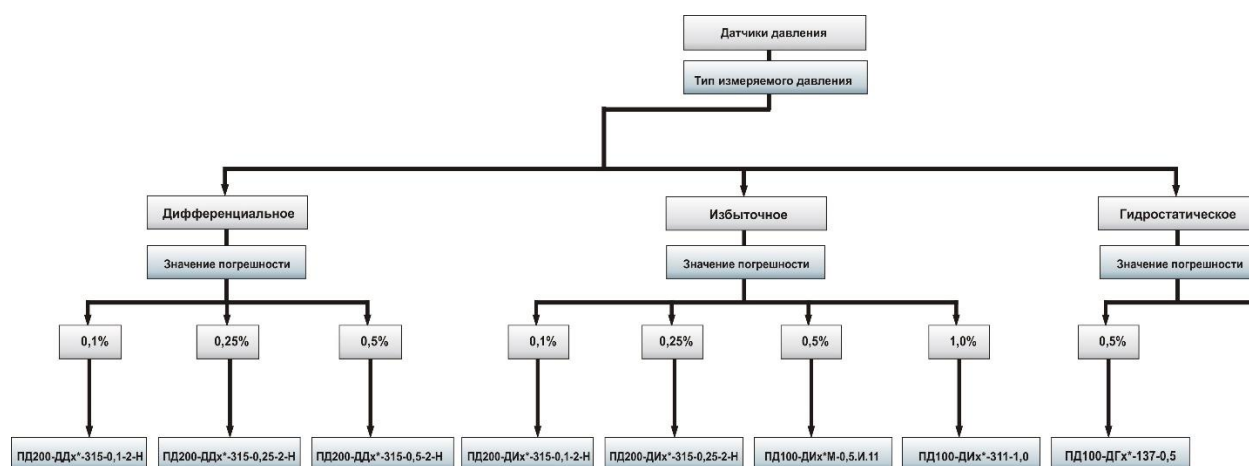 Датчики давления
Тип измеряемого давления
Дифференциальное
Избыточное
Гидростатическое
Значение погрешности
Значение погрешности
Значение погрешности
0,1%
0,25%
0,5%
0,1%
0,25%
0,5%
1,0%
0,5%
ПД200-ДДх*-315-0,1-2-Н
ПД200-ДДх*-315-0,25-2-Н
ПД200-ДДх*-315-0,5-2-Н
ПД200-ДИх*-315-0,1-2-Н
ПД200-ДИх*-315-0,25-2-Н
ПД100-ДИх*М-0,5.И.11
ПД100-ДИх*-311-1,0
ПД100-ДГх*-137-0,5